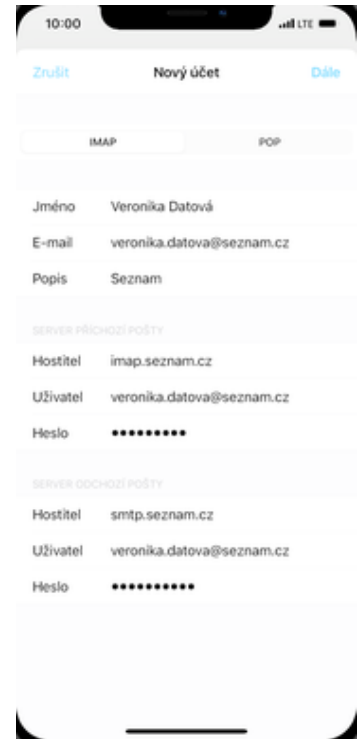 10:00 LTE
Zrušit Nový účet Dále
IMAP POP
Jméno Veronika Datová
E-mail veronika.datova@seznam.cz
Popis Seznam
SERVER PŘÍCHOZÍ POŠTY
Hostitel imap.seznam.cz
Uživatel veronika.datova@seznam.cz
Heslo •••••••••
SERVER ODCHOZÍ POŠTY
Hostitel smtp.seznam.cz
Uživatel veronika.datova@seznam.cz
Heslo ••••••••••